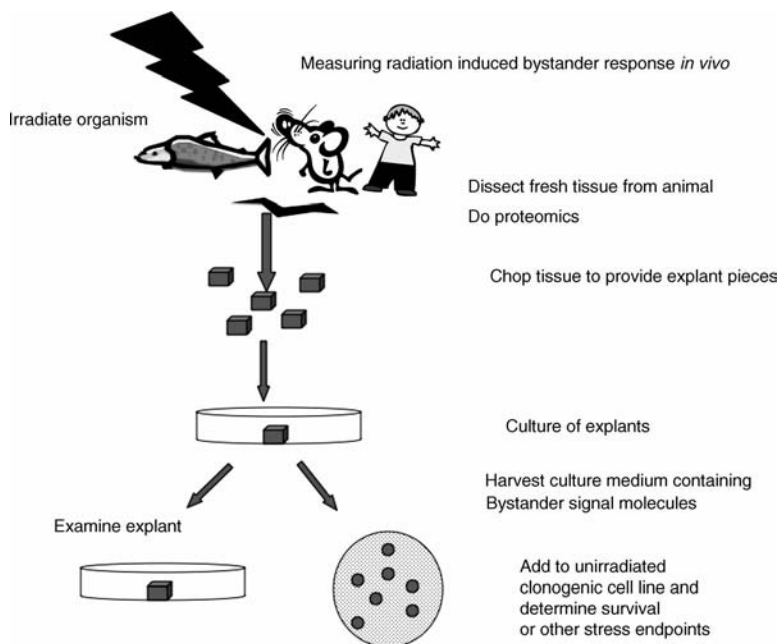 Measuring radiation induced bystander response in vivo
Irradiate organism
Dissect fresh tissue from animal
Do proteomics
Chop tissue to provide explant pieces
Culture of explants
Harvest culture medium containing
Bystander signal molecules
Examine explant
Add to unirradiated
clonogenic cell line and
determine survival
or other stress endpoints